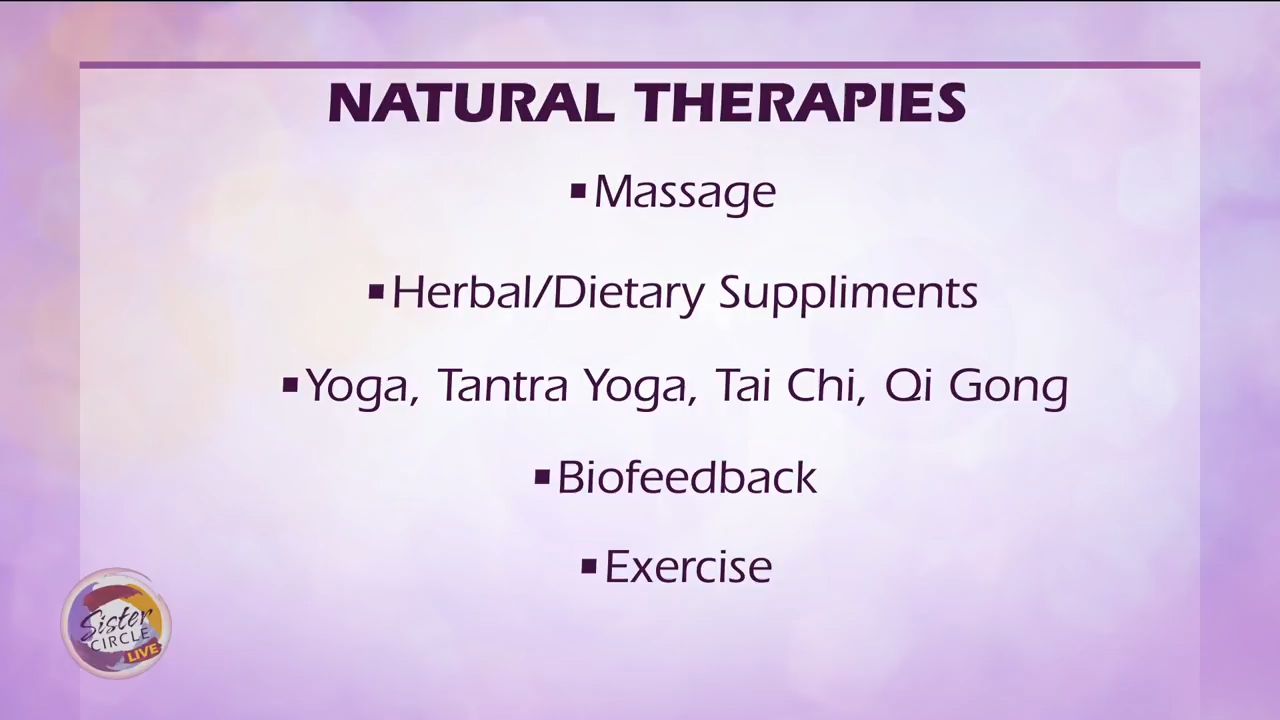 NATURAL THERAPIES
▪Massage
▪Herbal/Dietary Suppliments
▪Yoga, Tantra Yoga, Tai Chi, Qi Gong
▪Biofeedback
▪Exercise
Sister
CIRCLE
LIVE